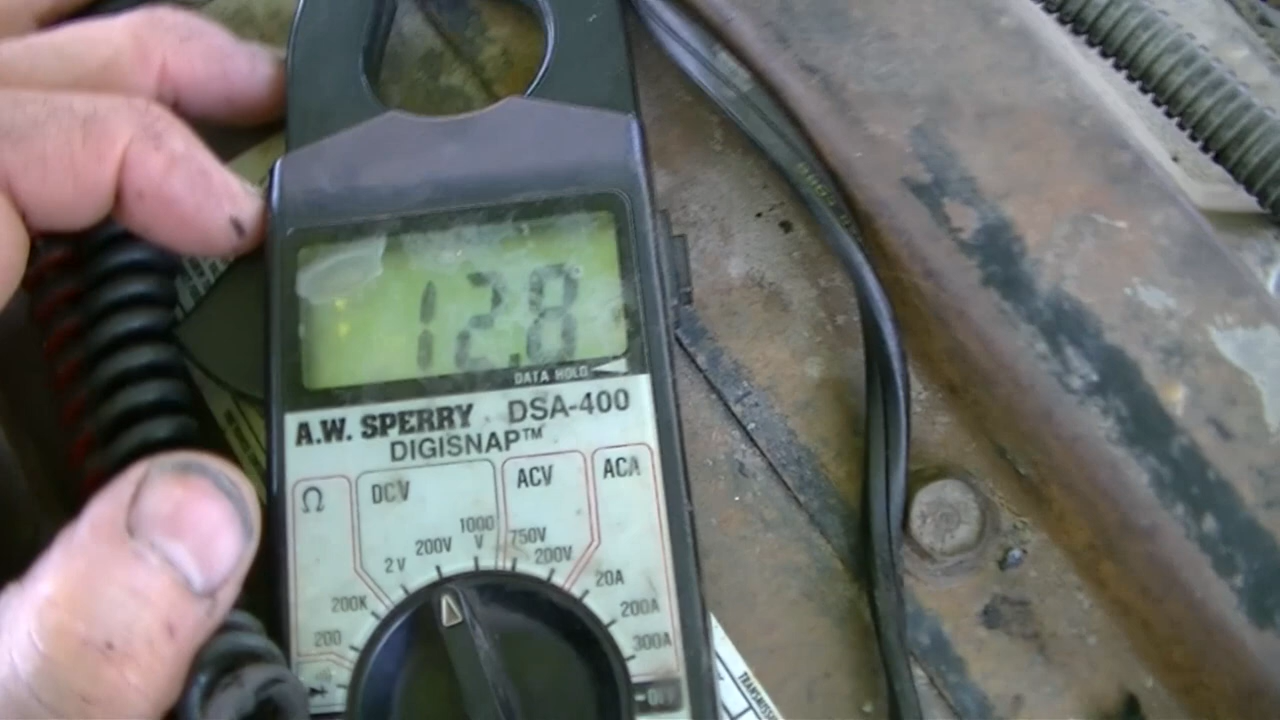 12.8
DATA HOLD
A.W. SPERRY DSA-400
DIGISNAP™
Ω DCV ACV ACA
2V 200V 1000V 750V 200V
200K 20A
200 200A
300A
OFF